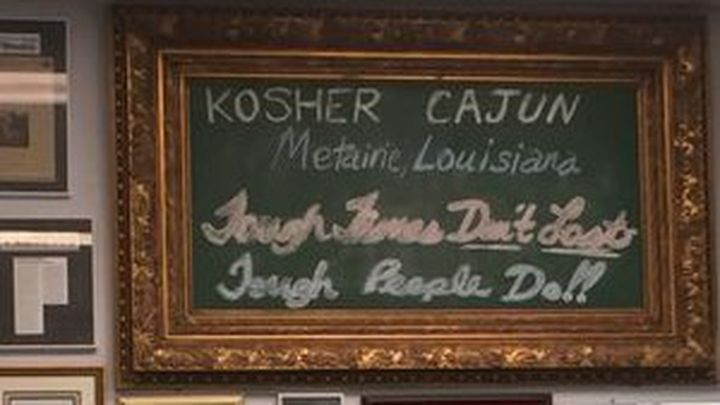 KOSHER CAJUN
Metairie, Louisiana
Tough Times Don't Last
Tough People Do!!